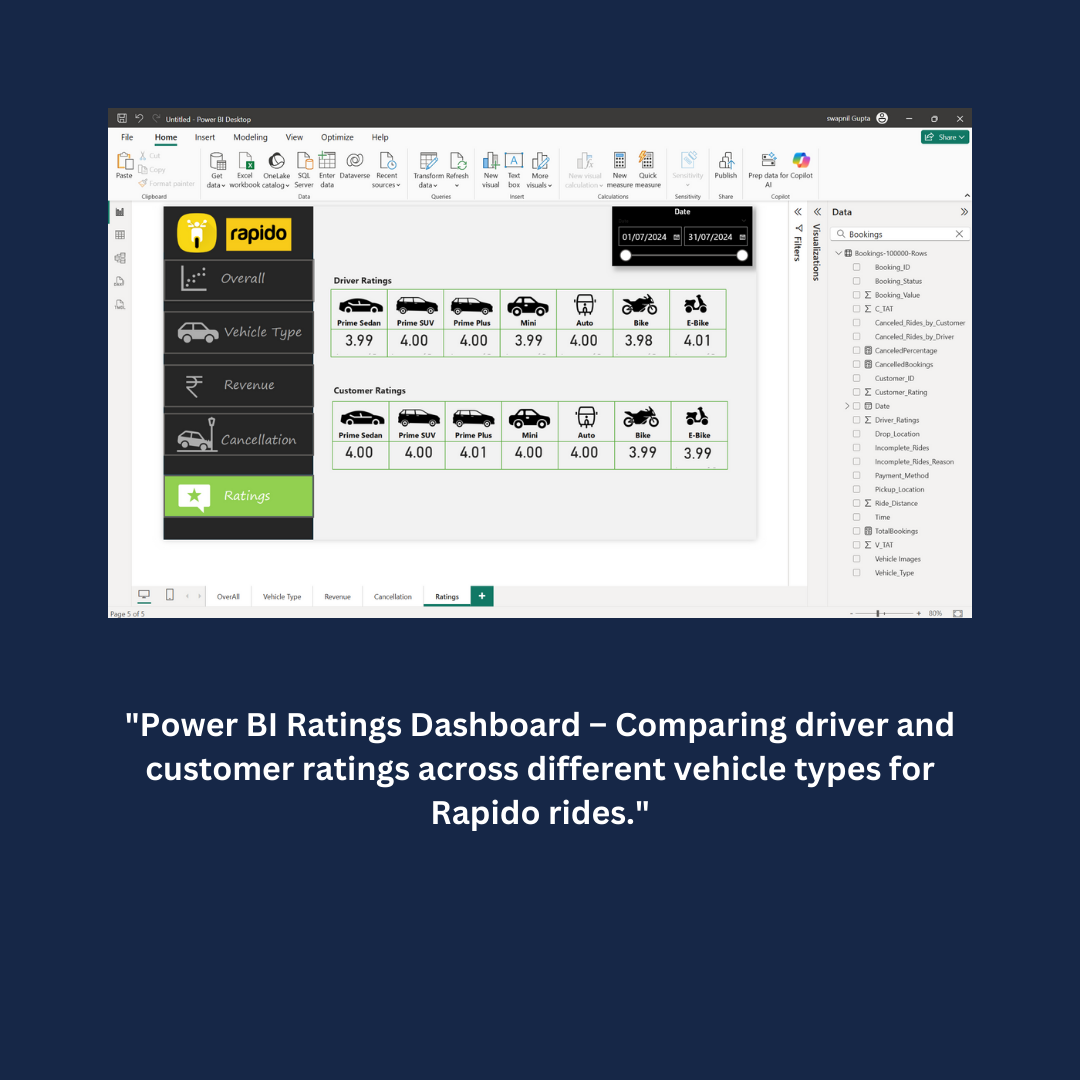 Untitled - Power BI Desktop
swapnil Gupta
File Home Insert Modeling View Optimize Help
Share
Paste
Cut
Copy
Format painter
Get data
Excel workbook
OneLake catalog
SQL Server
Enter data
Dataverse
Recent sources
Transform data
Refresh
New visual
Text box
More visuals
New visual calculation
New measure
Quick measure
Sensitivity
Publish
Prep data for AI
Copilot
Clipboard Data Queries Insert Calculations Sensitivity Share Copilot
rapido
Overall
Vehicle Type
Revenue
Cancellation
Ratings
Date
01/07/2024 31/07/2024
Driver Ratings
Prime Sedan Prime SUV Prime Plus Mini Auto Bike E-Bike
3.99 4.00 4.00 3.99 4.00 3.98 4.01
Customer Ratings
Prime Sedan Prime SUV Prime Plus Mini Auto Bike E-Bike
4.00 4.00 4.01 4.00 4.00 3.99 3.99
Filters
Visualizations
Data
Bookings
Bookings-100000-Rows
Booking_ID
Booking_Status
Booking_Value
C_TAT
Canceled_Rides_by_Customer
Canceled_Rides_by_Driver
CanceledPercentage
CancelledBookings
Customer_ID
Customer_Rating
Date
Driver_Ratings
Drop_Location
Incomplete_Rides
Incomplete_Rides_Reason
Payment_Method
Pickup_Location
Ride_Distance
Time
TotalBookings
V_TAT
Vehicle Images
Vehicle_Type
OverAll Vehicle Type Revenue Cancellation Ratings +
Page 5 of 5
80%
"Power BI Ratings Dashboard – Comparing driver and
customer ratings across different vehicle types for
Rapido rides."